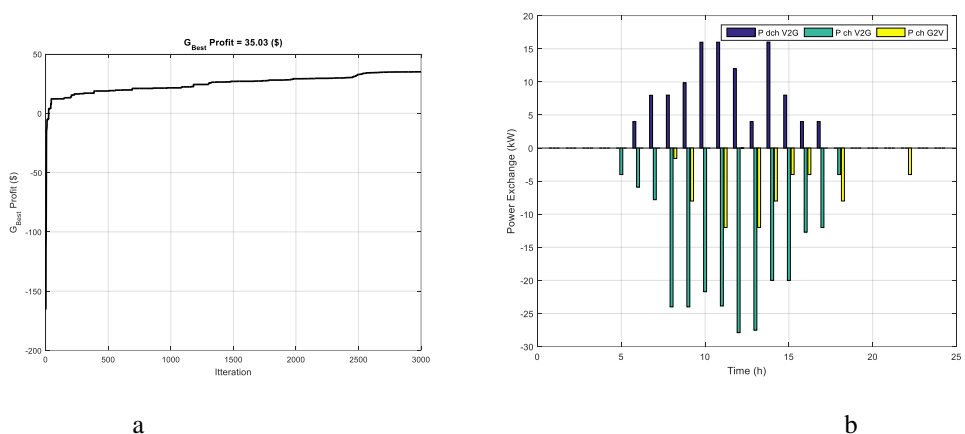 G_Best Profit = 35.03 ($)
50
0
-50
-100
-150
-200
G_Best Profit ($)
0 500 1000 1500 2000 2500 3000
Itteration
a
P dch V2G P ch V2G P ch G2V
20
15
10
5
0
-5
-10
-15
-20
-25
-30
Power Exchange (kW)
0 5 10 15 20 25
Time (h)
b